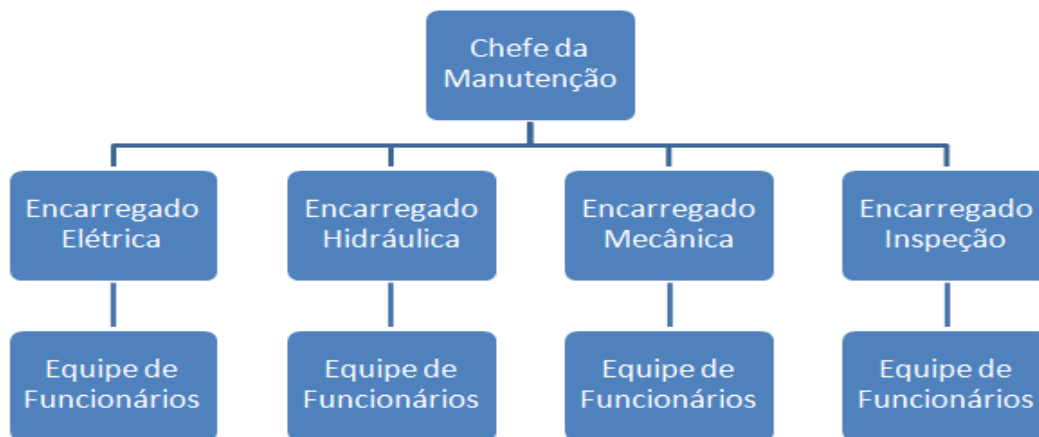 Chefe da
Manutenção
Encarregado
Elétrica
Encarregado
Hidráulica
Encarregado
Mecânica
Encarregado
Inspeção
Equipe de
Funcionários
Equipe de
Funcionários
Equipe de
Funcionários
Equipe de
Funcionários